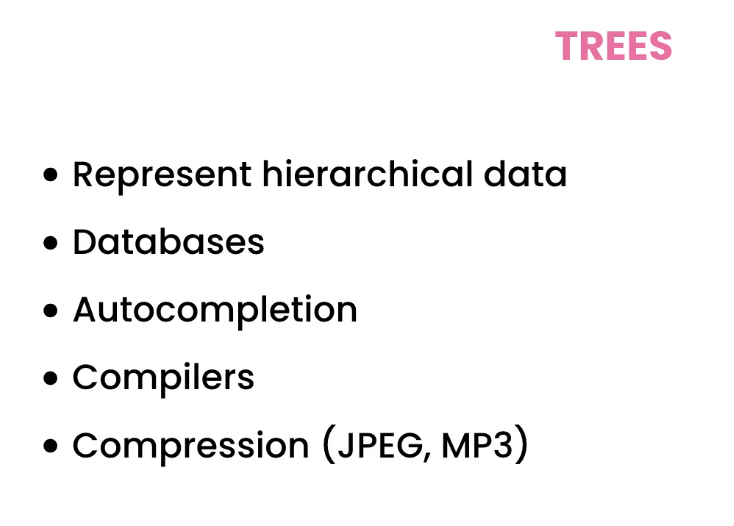 TREES
• Represent hierarchical data
• Databases
• Autocompletion
• Compilers
• Compression (JPEG, MP3)